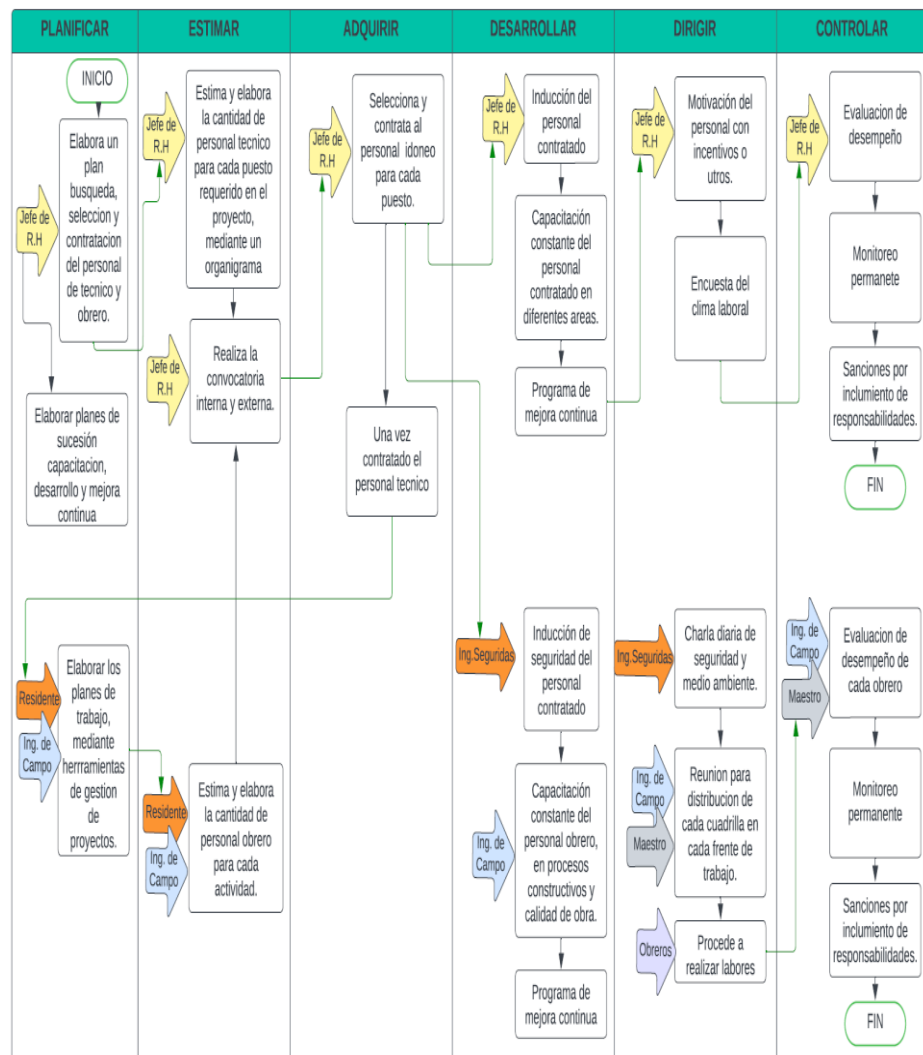 PLANIFICAR
ESTIMAR
ADQUIRIR
DESARROLLAR
DIRIGIR
CONTROLAR
INICIO
Jefe de
R.H
Elabora un
plan
busqueda,
seleccion y
contratacion
del personal
de tecnico y
obrero.
Elaborar planes de
sucesión
capacitacion,
desarrollo y mejora
continua
Residente
Ing. de
Campo
Elaborar los
planes de
trabajo,
mediante
herrramientas
de gestion
de
proyectos.
Jefe de
R.H
Estima y elabora
la cantidad de
personal tecnico
para cada puesto
requerido en el
proyecto,
mediante un
organigrama
Jefe de
R.H
Realiza la
convocatoria
interna y externa.
Residente
Ing. de
Campo
Estima y elabora
la cantidad de
personal obrero
para cada
actividad.
Jefe de
R.H
Selecciona y
contrata al
personal idoneo
para cada
puesto.
Una vez
contratado el
personal tecnico
Jefe de
R.H
Inducción del
personal
contratado
Capacitación
constante del
personal
contratado en
diferentes areas.
Programa de
mejora continua
Ing.Seguridas
Inducción de
seguridad del
personal
contratado
Ing. de
Campo
Capacitación
constante del
personal obrero,
en procesos
constructivos y
calidad de obra.
Programa de
mejora continua
Jefe de
R.H
Motivación del
personal con
incentivos o
utros.
Encuesta del
clima laboral
Ing.Seguridas
Charla diaria de
seguridad y
medio ambiente.
Ing. de
Campo
Maestro
Reunion para
distribucion de
cada cuadrilla en
cada frente de
trabajo.
Obreros
Procede a
realizar labores
Jefe de
R.H
Evaluacion de
desempeño
Monitoreo
permanete
Sanciones por
inclumiento de
responsabilidades.
FIN
Ing. de
Campo
Maestro
Evaluacion de
desempeño de
cada obrero
Monitoreo
permanente
Sanciones por
inclumiento de
responsabilidades.
FIN